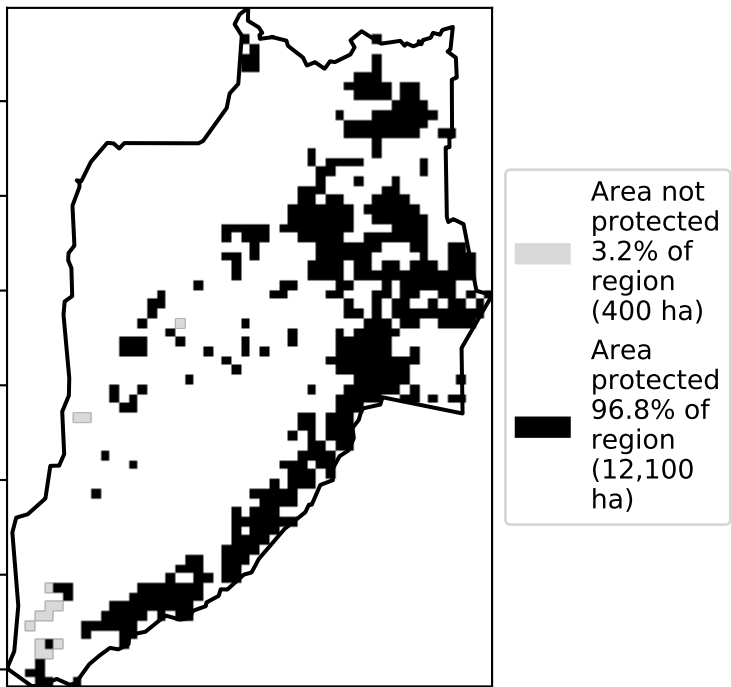 Area not
protected
3.2% of
region
(400 ha)
Area
protected
96.8% of
region
(12,100
ha)